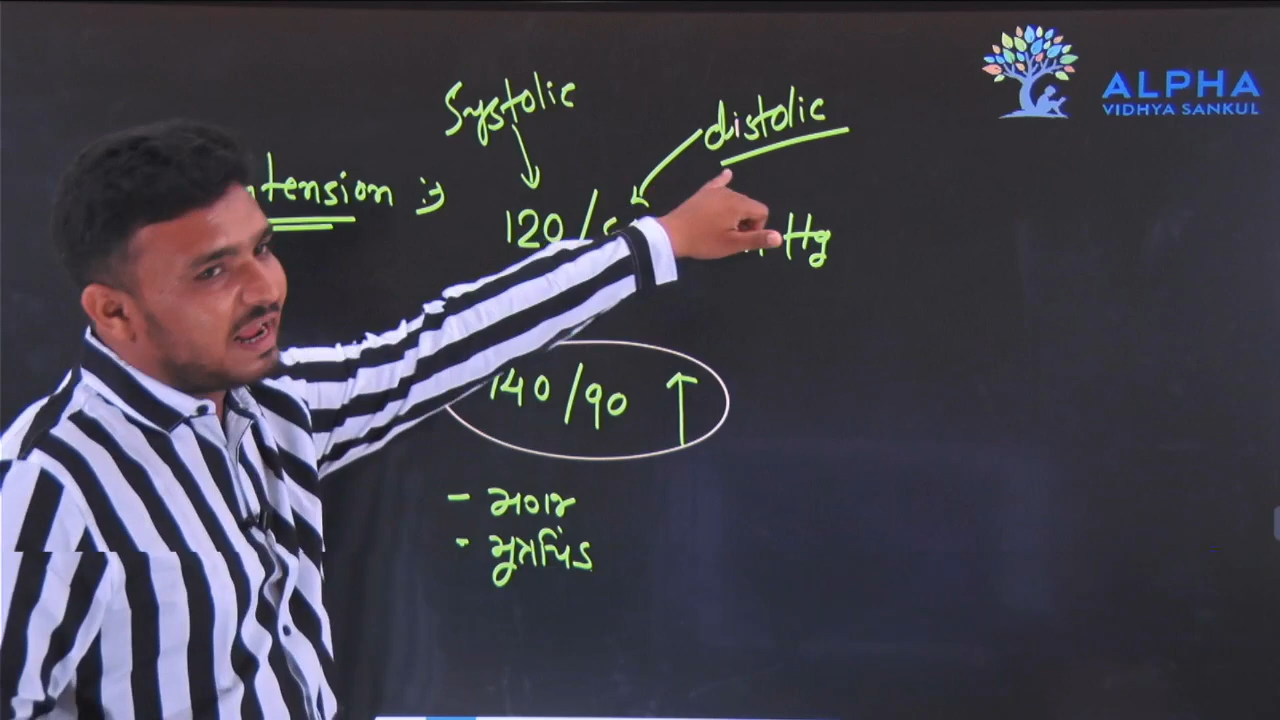 Systolic
distolic
tension :-
120/
Hg
140/90 ↑
- મગજ
- મૂત્રપિંડ
ALPHA
VIDHYA SANKUL